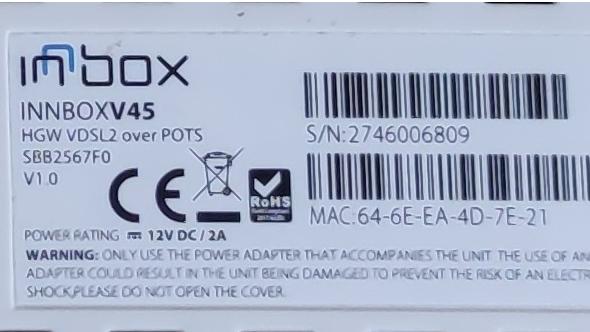 innbox
INNBOXV45
HGW VDSL2 over POTS
SBB2567F0
V1.0
S/N:2746006809
MAC:64-6E-EA-4D-7E-21
RoHS
POWER RATING ⎓ 12V DC / 2A
WARNING: ONLY USE THE POWER ADAPTER THAT ACCOMPANIES THE UNIT. THE USE OF AN
ADAPTER COULD RESULT IN THE UNIT BEING DAMAGED TO PREVENT THE RISK OF AN ELECTR
SHOCK,PLEASE DO NOT OPEN THE COVER.